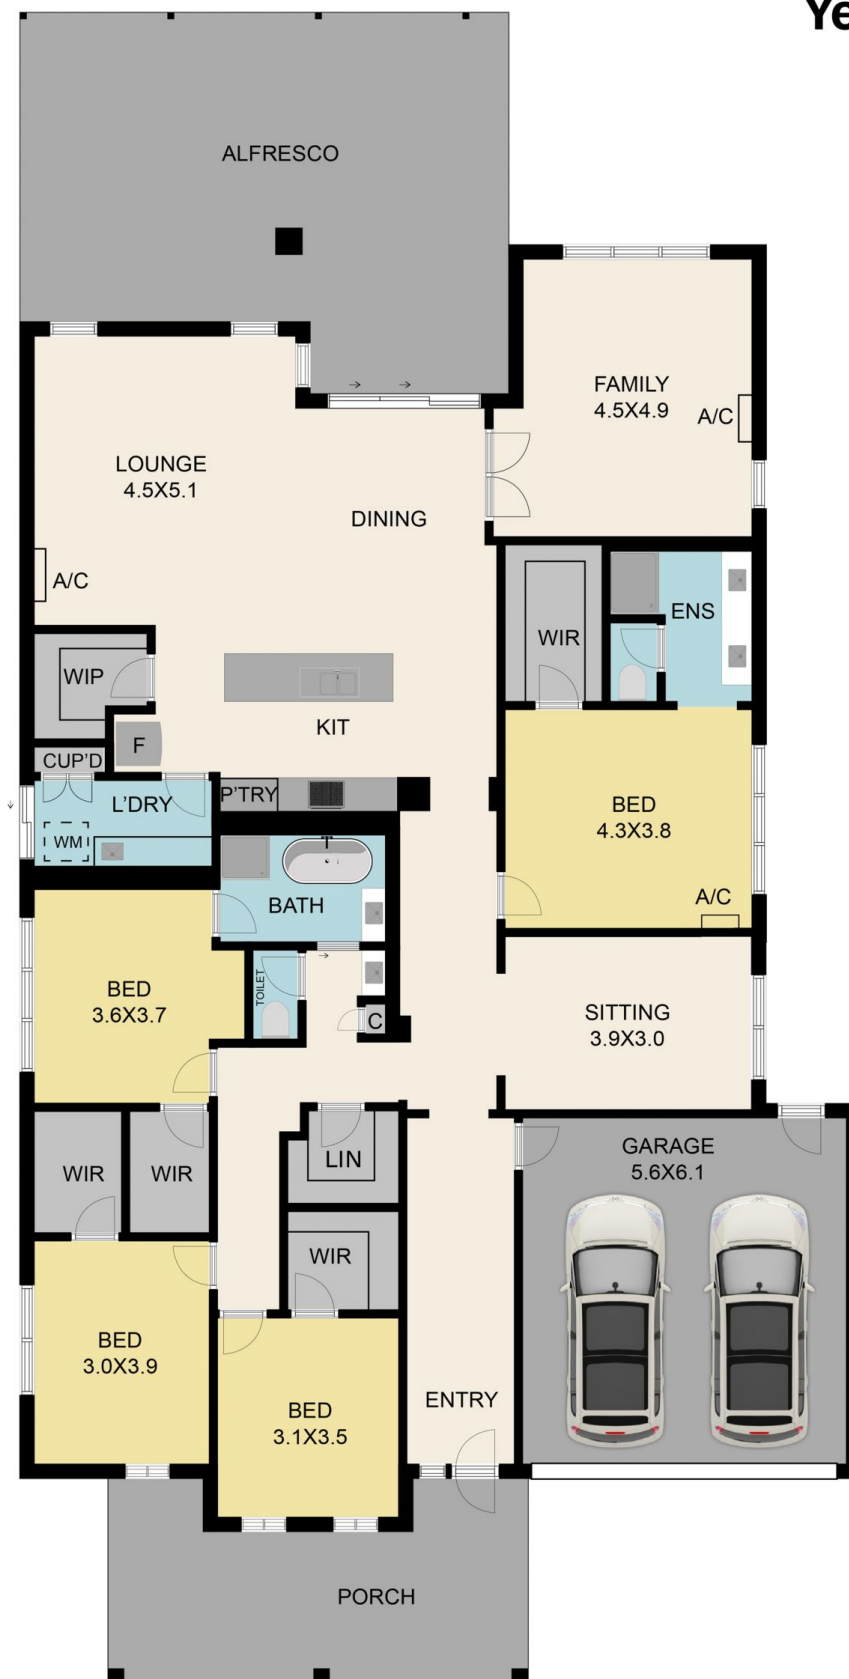 Ye
ALFRESCO
FAMILY
4.5X4.9
A/C
LOUNGE
4.5X5.1
DINING
A/C
WIR
ENS
WIP
KIT
F
CUP'D
P'TRY
L'DRY
WM
BED
4.3X3.8
A/C
BATH
TOILET
BED
3.6X3.7
C
SITTING
3.9X3.0
GARAGE
5.6X6.1
WIR
WIR
LIN
WIR
BED
3.0X3.9
BED
3.1X3.5
ENTRY
PORCH